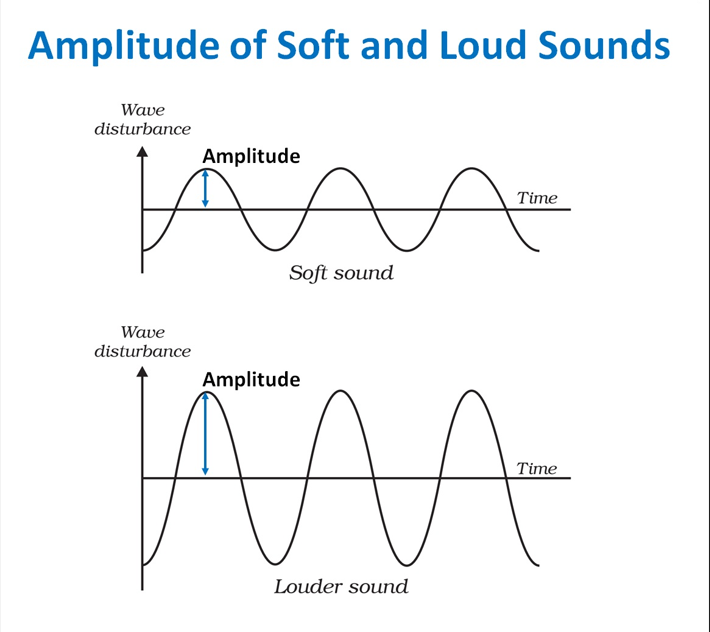 Amplitude of Soft and Loud Sounds
Wave
disturbance
Amplitude
Time
Soft sound
Wave
disturbance
Amplitude
Time
Louder sound